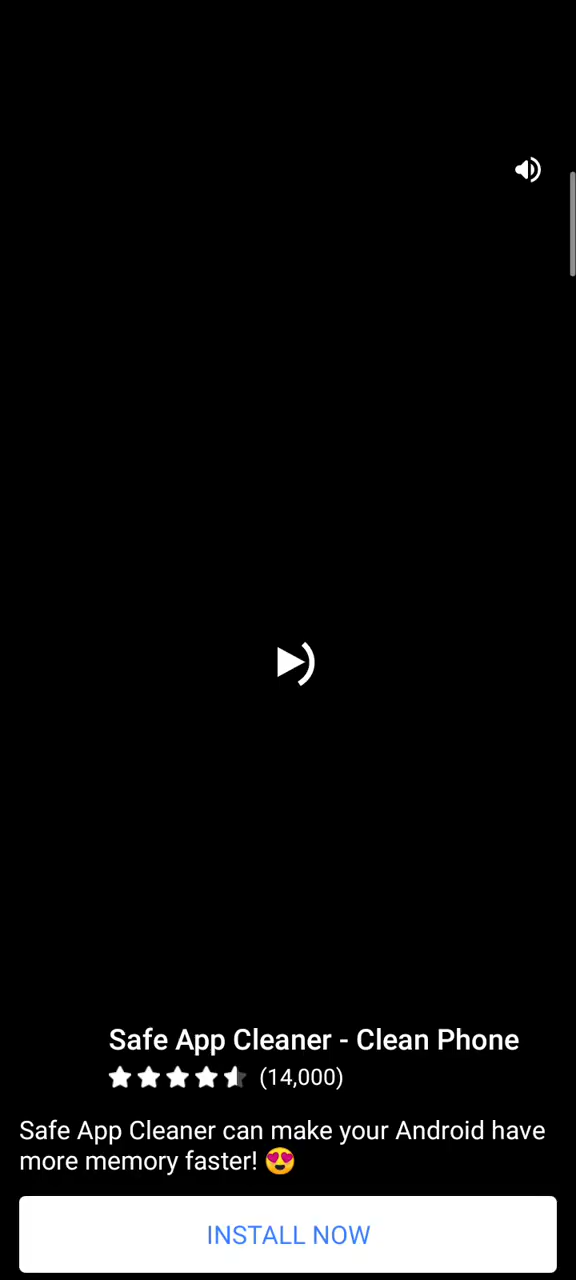 Safe App Cleaner - Clean Phone
(14,000)
Safe App Cleaner can make your Android have
more memory faster! 😍
INSTALL NOW